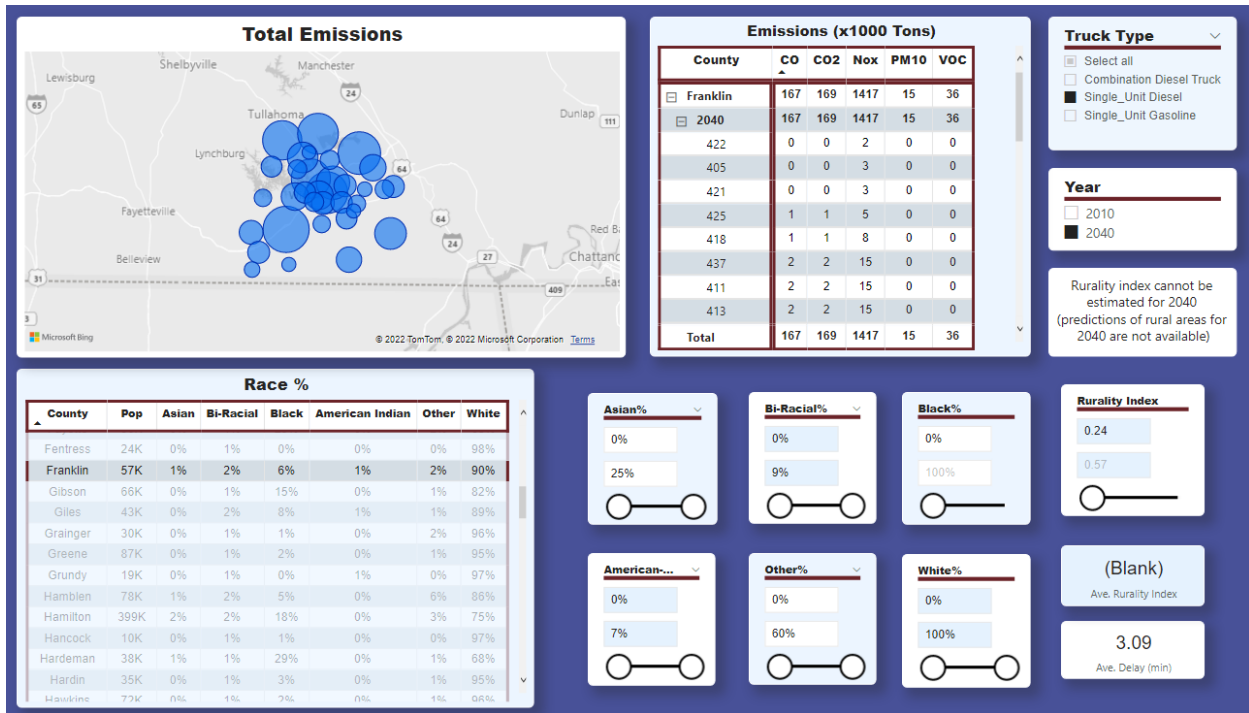 Total Emissions
Lewisburg
Shelbyville
Manchester
65
24
Tullahoma
Dunlap
111
Lynchburg
64
Fayetteville
64
24
Belleview
27
Chattanc
31
409
Microsoft Bing
© 2022 TomTom, © 2022 Microsoft Corporation Terms
Emissions (x1000 Tons)
County CO CO2 Nox PM10 VOC
Franklin 167 169 1417 15 36
2040 167 169 1417 15 36
422 0 0 2 0 0
405 0 0 3 0 0
421 0 0 3 0 0
425 1 1 5 0 0
418 1 1 8 0 0
437 2 2 15 0 0
411 2 2 15 0 0
413 2 2 15 0 0
Total 167 169 1417 15 36
Truck Type
Select all
Combination Diesel Truck
Single_Unit Diesel
Single_Unit Gasoline
Year
2010
2040
Rurality index cannot be
estimated for 2040
(predictions of rural areas for
2040 are not available)
Race %
County Pop Asian Bi-Racial Black American Indian Other White
Fentress 24K 0% 1% 0% 0% 0% 98%
Franklin 57K 1% 2% 6% 1% 2% 90%
Gibson 66K 0% 1% 15% 0% 1% 82%
Giles 43K 0% 2% 8% 1% 1% 89%
Grainger 30K 0% 1% 1% 0% 2% 96%
Greene 87K 0% 1% 2% 0% 1% 95%
Grundy 19K 0% 1% 0% 1% 0% 97%
Hamblen 78K 1% 2% 5% 0% 6% 86%
Hamilton 399K 2% 2% 18% 0% 3% 75%
Hancock 10K 0% 1% 1% 0% 0% 97%
Hardeman 38K 1% 1% 29% 0% 1% 68%
Hardin 35K 0% 1% 3% 0% 1% 95%
Hawkins 72K 0% 1% 2% 0% 1% 96%
Asian%
0%
25%
Bi-Racial%
0%
9%
Black%
0%
100%
Rurality Index
0.24
0.57
American-...
0%
7%
Other%
0%
60%
White%
0%
100%
(Blank)
Ave. Rurality Index
3.09
Ave. Delay (min)